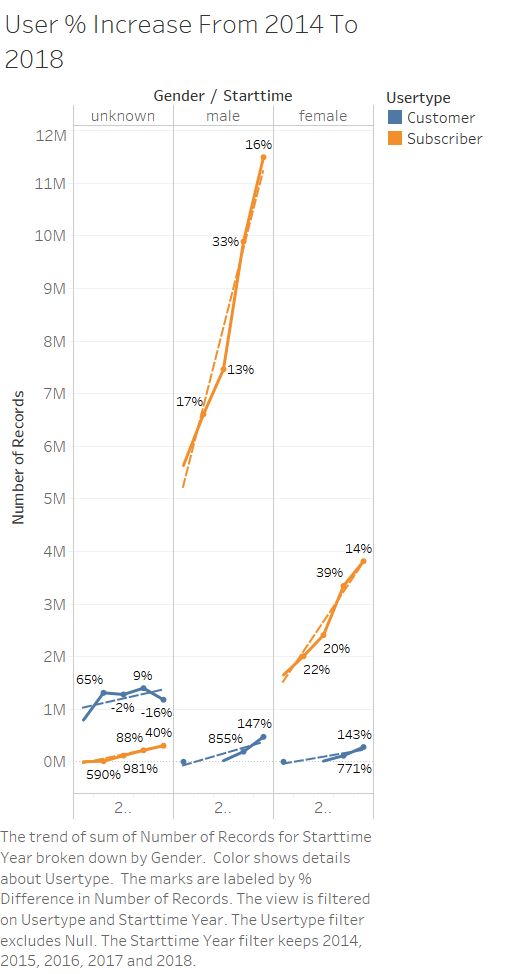 User % Increase From 2014 To
2018
Gender / Starttime
Usertype
unknown
male
female
Customer
Subscriber
12M
16%
11M
10M
33%
9M
8M
13%
7M
17%
6M
5M
4M
14%
39%
3M
20%
2M
22%
65%
9%
-2%
-16%
1M
147%
143%
88%
40%
855%
0M
590%
981%
771%
Number of Records
2..
2..
2..
The trend of sum of Number of Records for Starttime
Year broken down by Gender. Color shows details
about Usertype. The marks are labeled by %
Difference in Number of Records. The view is filtered
on Usertype and Starttime Year. The Usertype filter
excludes Null. The Starttime Year filter keeps 2014,
2015, 2016, 2017 and 2018.